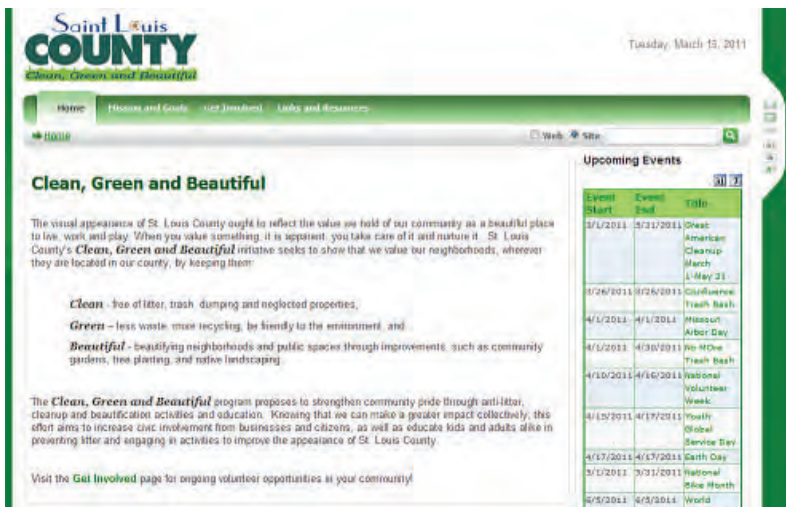 Saint Louis
COUNTY
Clean, Green and Beautiful
Tuesday, March 15, 2011
Home Mission and Goals Get Involved Links and Resources
Home
Web Site
Upcoming Events
Clean, Green and Beautiful
Event Start Event End Title
The visual appearance of St. Louis County ought to reflect the value we hold of our community as a beautiful place
to live, work and play. When you value something, it is apparent: you take care of it and nurture it. St. Louis
County's Clean, Green and Beautiful initiative seeks to show that we value our neighborhoods, wherever
they are located in our county, by keeping them:
Clean - free of litter, trash, dumping and neglected properties,
Green – less waste, more recycling, be friendly to the environment, and
Beautiful - beautifying neighborhoods and public spaces through improvements, such as community
gardens, tree planting, and native landscaping.
The Clean, Green and Beautiful program proposes to strengthen community pride through anti-litter,
cleanup and beautification activities and education. Knowing that we can make a greater impact collectively, this
effort aims to increase civic involvement from businesses and citizens, as well as educate kids and adults alike in
preventing litter and engaging in activities to improve the appearance of St. Louis County.
Visit the Get Involved page for ongoing volunteer opportunities in your community!
3/1/2011 5/31/2011 Great
American
Cleanup
March
1-May 31
3/26/2011 3/26/2011 Confluence
Trash Bash
4/1/2011 4/1/2011 Missouri
Arbor Day
4/1/2011 4/30/2011 No MOre
Trash Bash
4/10/2011 4/16/2011 National
Volunteer
Week
4/15/2011 4/17/2011 Youth
Global
Service Day
4/17/2011 4/17/2011 Earth Day
5/1/2011 5/31/2011 National
Bike Month
6/5/2011 6/5/2011 World